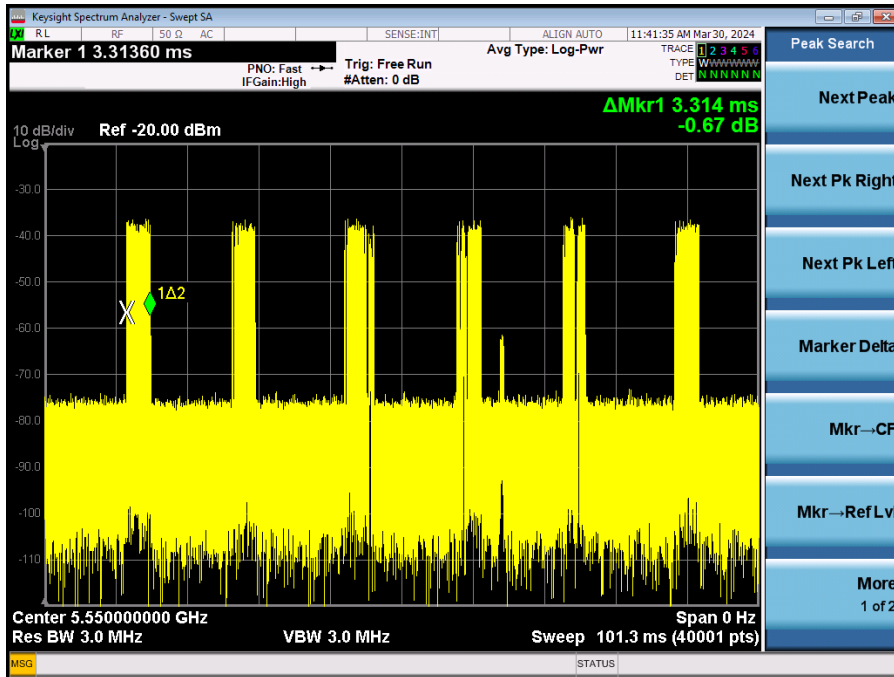 Keysight Spectrum Analyzer - Swept SA
LXI RL RF 50 Ω AC SENSE:INT ALIGN AUTO 11:41:35 AM Mar 30, 2024
Marker 1 3.31360 ms
PNO: Fast
IFGain:High
Trig: Free Run
#Atten: 0 dB
Avg Type: Log-Pwr
TRACE 1 2 3 4 5 6
TYPE WWWWWW
DET N N N N N N
Peak Search
ΔMkr1 3.314 ms
-0.67 dB
10 dB/div Ref -20.00 dBm
Log
-30.0
-40.0
-50.0
-60.0
-70.0
-80.0
-90.0
-100
-110
X 1Δ2
Center 5.550000000 GHz Span 0 Hz
Res BW 3.0 MHz VBW 3.0 MHz Sweep 101.3 ms (40001 pts)
Next Peak
Next Pk Right
Next Pk Left
Marker Delta
Mkr→CF
Mkr→Ref Lvl
More
1 of 2
MSG STATUS